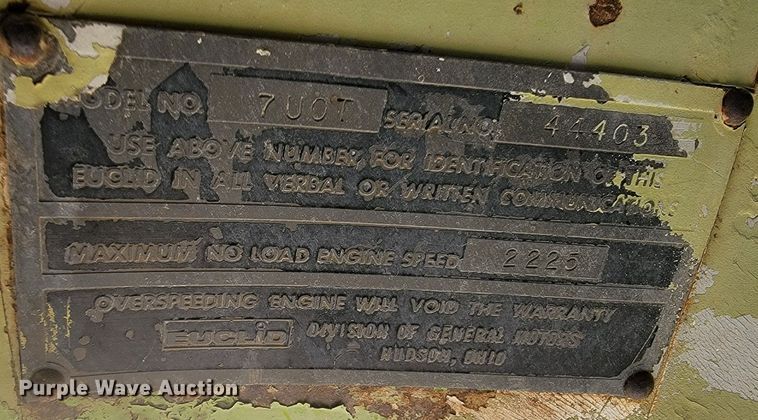 MODEL NO. 7UOT SERIAL NO. 44403
USE ABOVE NUMBER FOR IDENTIFICATION OF THIS
EUCLID IN ALL VERBAL OR WRITTEN COMMUNICATIONS
MAXIMUM NO LOAD ENGINE SPEED 2225
OVERSPEEDING ENGINE WILL VOID THE WARRANTY
EUCLID DIVISION OF GENERAL MOTORS
HUDSON, OHIO
Purple Wave Auction